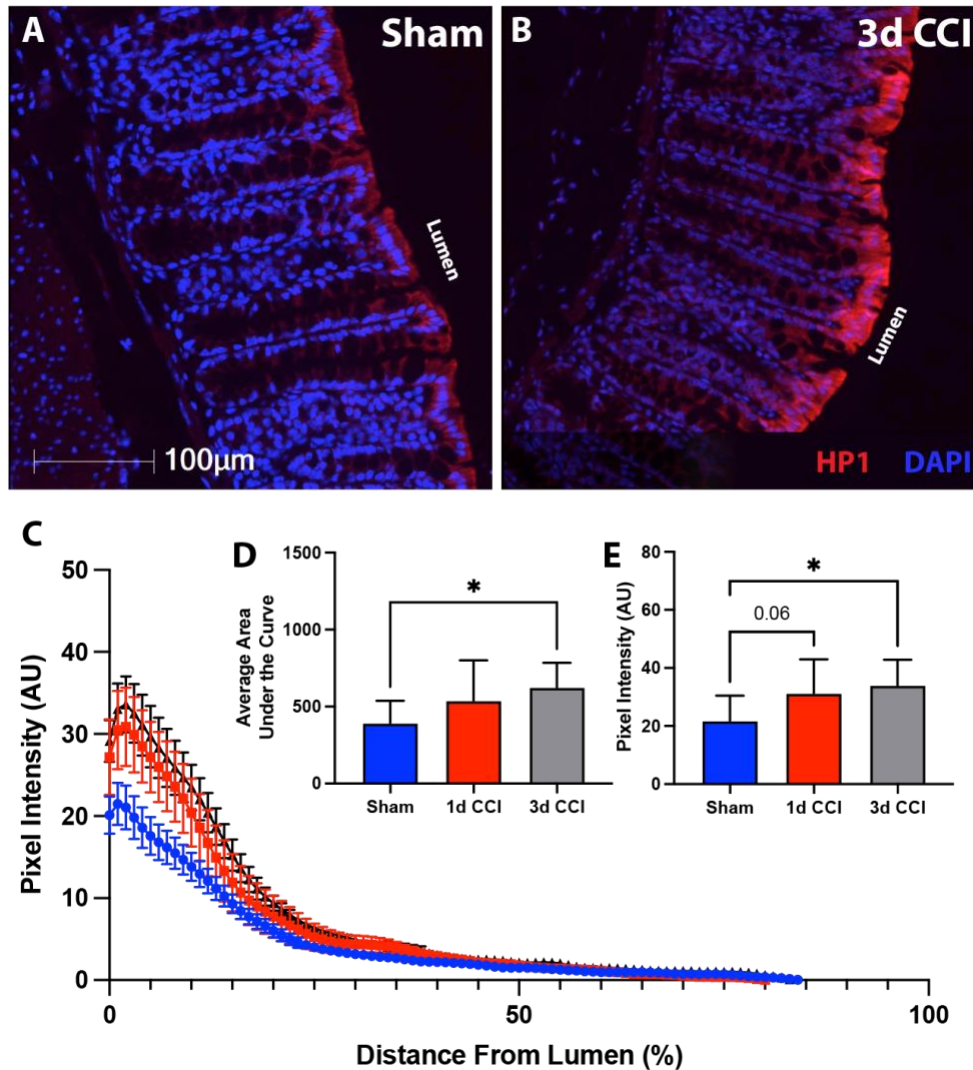 A
Sham
B
3d CCI
Lumen
Lumen
100μm
HP1 DAPI
C
50
40
30
20
10
0
Pixel Intensity (AU)
0
50
100
Distance From Lumen (%)
D
1500
1000
500
0
Average Area
Under the Curve
*
Sham
1d CCI
3d CCI
E
80
60
40
20
0
Pixel Intensity (AU)
*
0.06
Sham
1d CCI
3d CCI